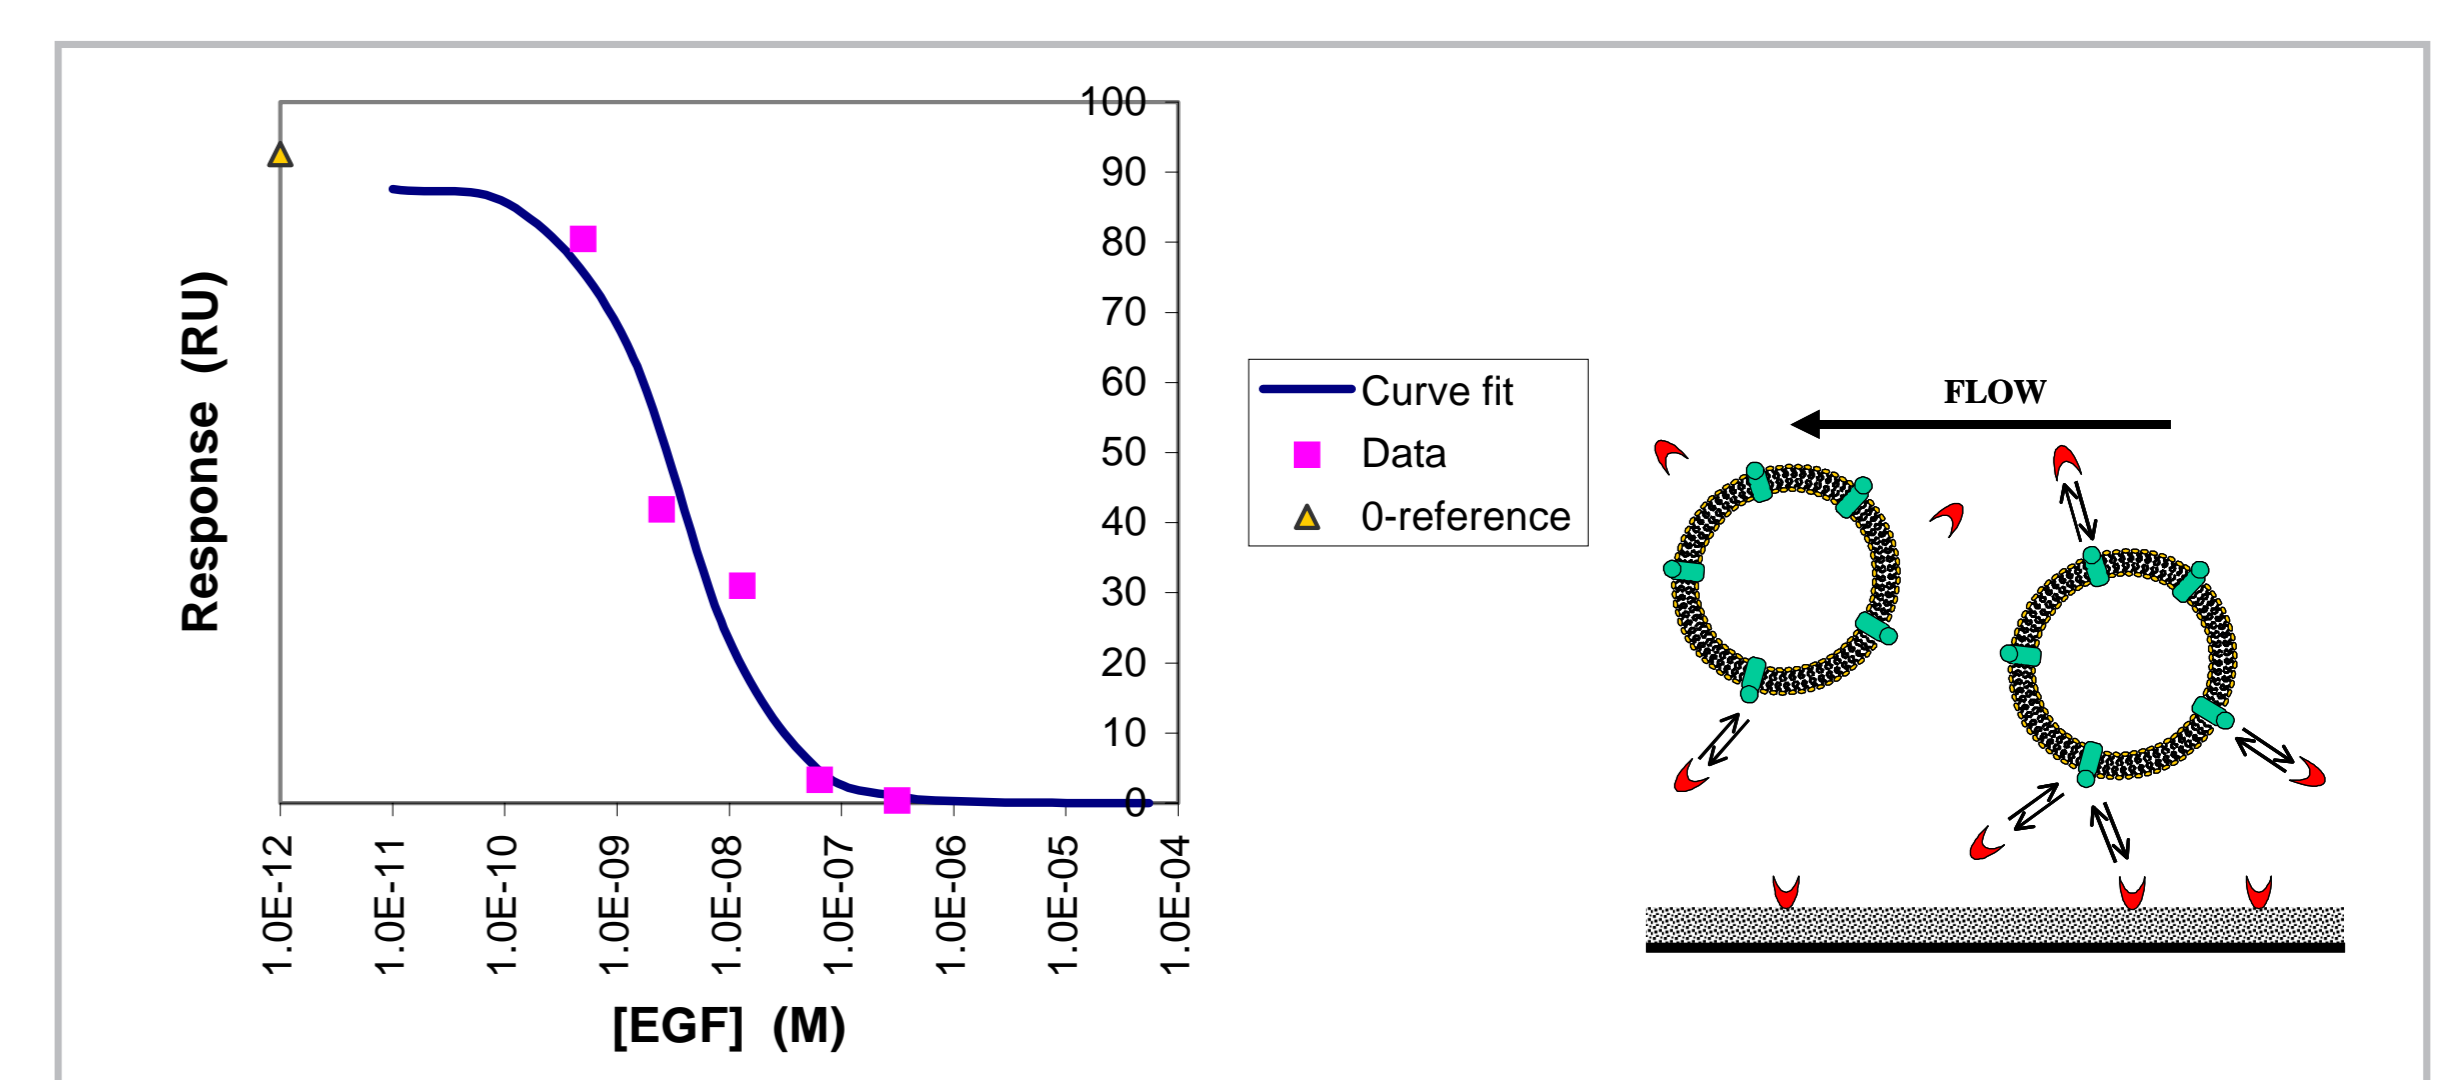 100
90
80
70
60
50
40
30
20
10
0
Response (RU)
1.0E-12
1.0E-11
1.0E-10
1.0E-09
1.0E-08
1.0E-07
1.0E-06
1.0E-05
1.0E-04
[EGF] (M)
Curve fit
Data
0-reference
FLOW